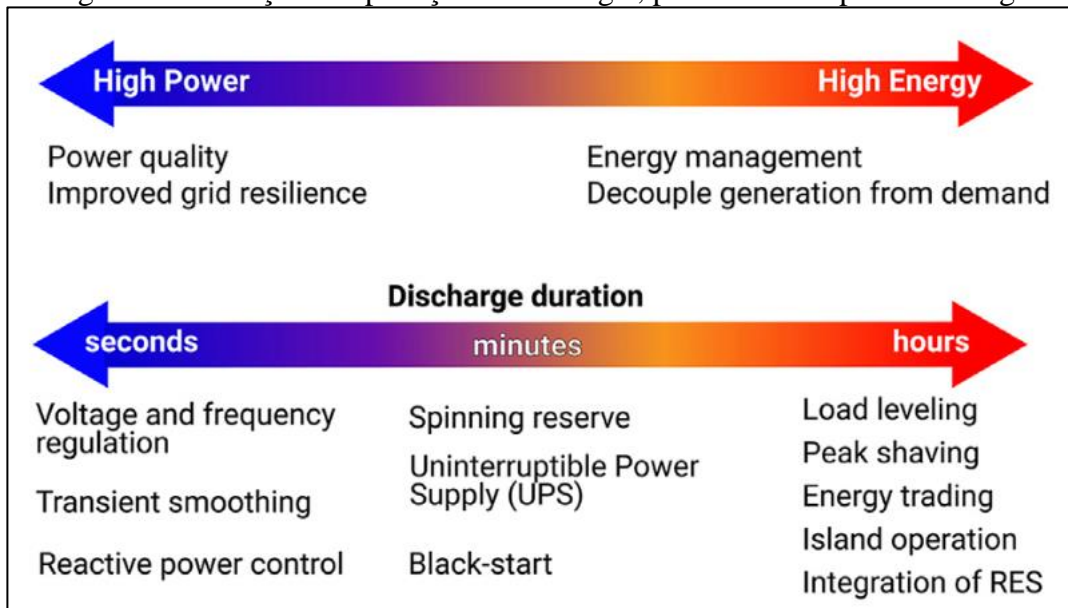 High Power High Energy
Power quality
Improved grid resilience
Energy management
Decouple generation from demand
Discharge duration
seconds minutes hours
Voltage and frequency
regulation
Transient smoothing
Reactive power control
Spinning reserve
Uninterruptible Power
Supply (UPS)
Black-start
Load leveling
Peak shaving
Energy trading
Island operation
Integration of RES